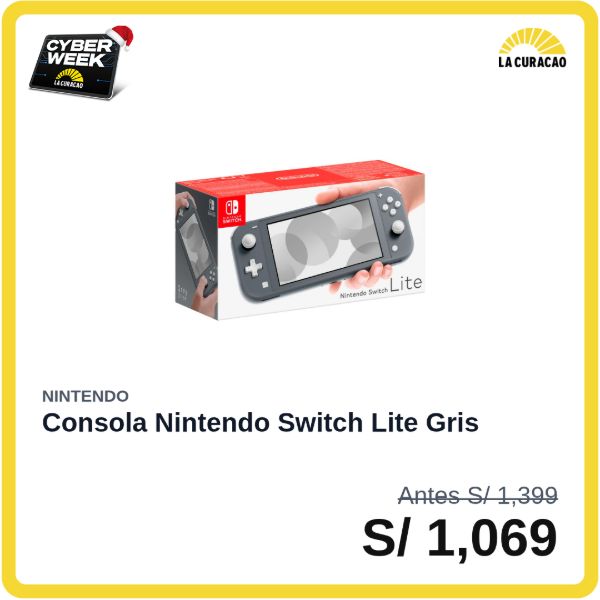 CYBER
WEEK
LA CURACAO
LA CURACAO
NINTENDO
SWITCH
Nintendo Switch Lite
NINTENDO
Consola Nintendo Switch Lite Gris
Antes S/ 1,399
S/ 1,069